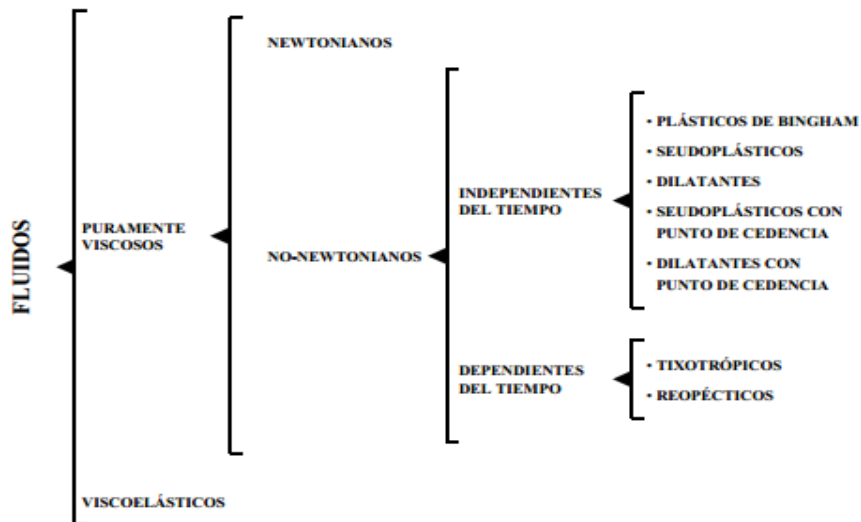 FLUIDOS
PURAMENTE
VISCOSOS
NEWTONIANOS
NO-NEWTONIANOS
INDEPENDIENTES
DEL TIEMPO
• PLÁSTICOS DE BINGHAM
• SEUDOPLÁSTICOS
• DILATANTES
• SEUDOPLÁSTICOS CON
PUNTO DE CEDENCIA
• DILATANTES CON
PUNTO DE CEDENCIA
DEPENDIENTES
DEL TIEMPO
• TIXOTRÓPICOS
• REOPÉCTICOS
VISCOELÁSTICOS